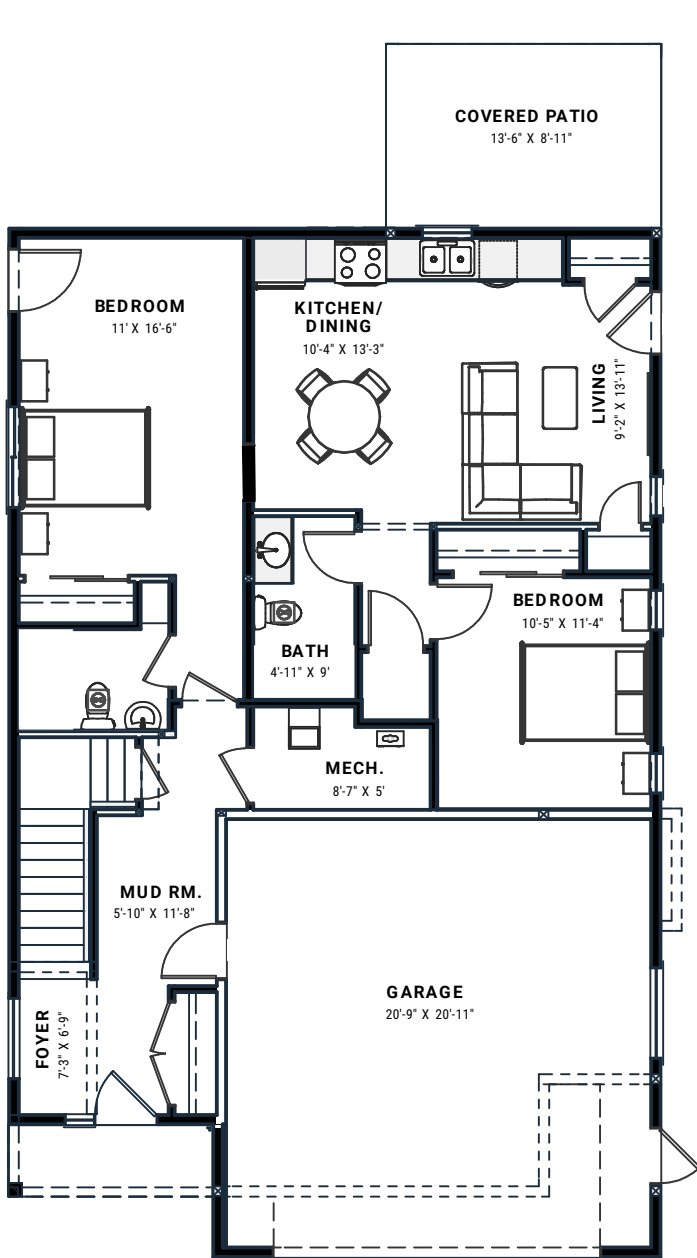 COVERED PATIO
13'-6" X 8'-11"
BEDROOM
11' X 16'-6"
KITCHEN/
DINING
10'-4" X 13'-3"
LIVING
9'-2" X 13'-11"
BEDROOM
10'-5" X 11'-4"
BATH
4'-11" X 9'
MECH.
8'-7" X 5'
MUD RM.
5'-10" X 11'-8"
GARAGE
20'-9" X 20'-11"
FOYER
7'-3" X 6'-9"